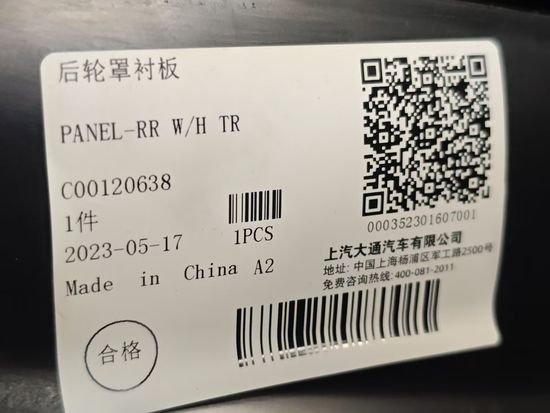 后轮罩衬板
PANEL-RR W/H TR
C00120638
1件
2023-05-17
1PCS
Made in China A2
合格
000352301607001
上汽大通汽车有限公司
地址: 中国上海杨浦区军工路2500号
免费咨询热线: 400-081-2011